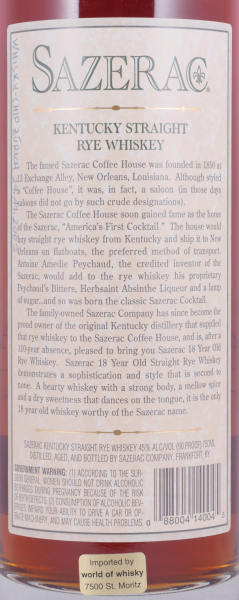 SAZERAC
KENTUCKY STRAIGHT
RYE WHISKEY
The famed Sazerac Coffee House was founded in 1850 at
13 Exchange Alley, New Orleans, Louisiana. Although styled
a "Coffee House", it was, in fact, a saloon (in those days
saloons did not go by such crude designations).
The Sazerac Coffee House soon gained fame as the home
of the Sazerac, "America's First Cocktail." The house would
buy straight rye whiskey from Kentucky and ship it to New
Orleans on flatboats, the preferred method of transport.
Antoine Amedie Peychaud, the credited inventor of the
Sazerac, would add to the rye whiskey his proprietary
Peychaud's Bitters, Herbsaint Absinthe Liqueur and a lump
of sugar...and so was born the classic Sazerac Cocktail.
The family-owned Sazerac Company has since become the
proud owner of the original Kentucky distillery that supplied
that rye whiskey to the Sazerac Coffee House, and is, after a
110-year absence, pleased to bring you Sazerac 18 Year Old
Rye Whiskey. Sazerac 18 Year Old Straight Rye Whiskey
demonstrates a sophistication and style that is second to
none. A hearty whiskey with a strong body, a mellow spice
and a dry sweetness that dances on the tongue, it is the only
18 year old whiskey worthy of the Sazerac name.
SAZERAC KENTUCKY STRAIGHT RYE WHISKEY 45% ALC/VOL (90 PROOF) 750ML
DISTILLED, AGED, AND BOTTLED BY SAZERAC COMPANY, FRANKFORT, KY
GOVERNMENT WARNING: (1) ACCORDING TO THE SUR-
GEON GENERAL, WOMEN SHOULD NOT DRINK ALCOHOLIC
BEVERAGES DURING PREGNANCY BECAUSE OF THE RISK
OF BIRTH DEFECTS. (2) CONSUMPTION OF ALCOHOLIC BEV-
ERAGES IMPAIRS YOUR ABILITY TO DRIVE A CAR OR OP-
ERATE MACHINERY, AND MAY CAUSE HEALTH PROBLEMS.
0 88004 14004 5
Imported by
world of whisky
7500 St. Moritz